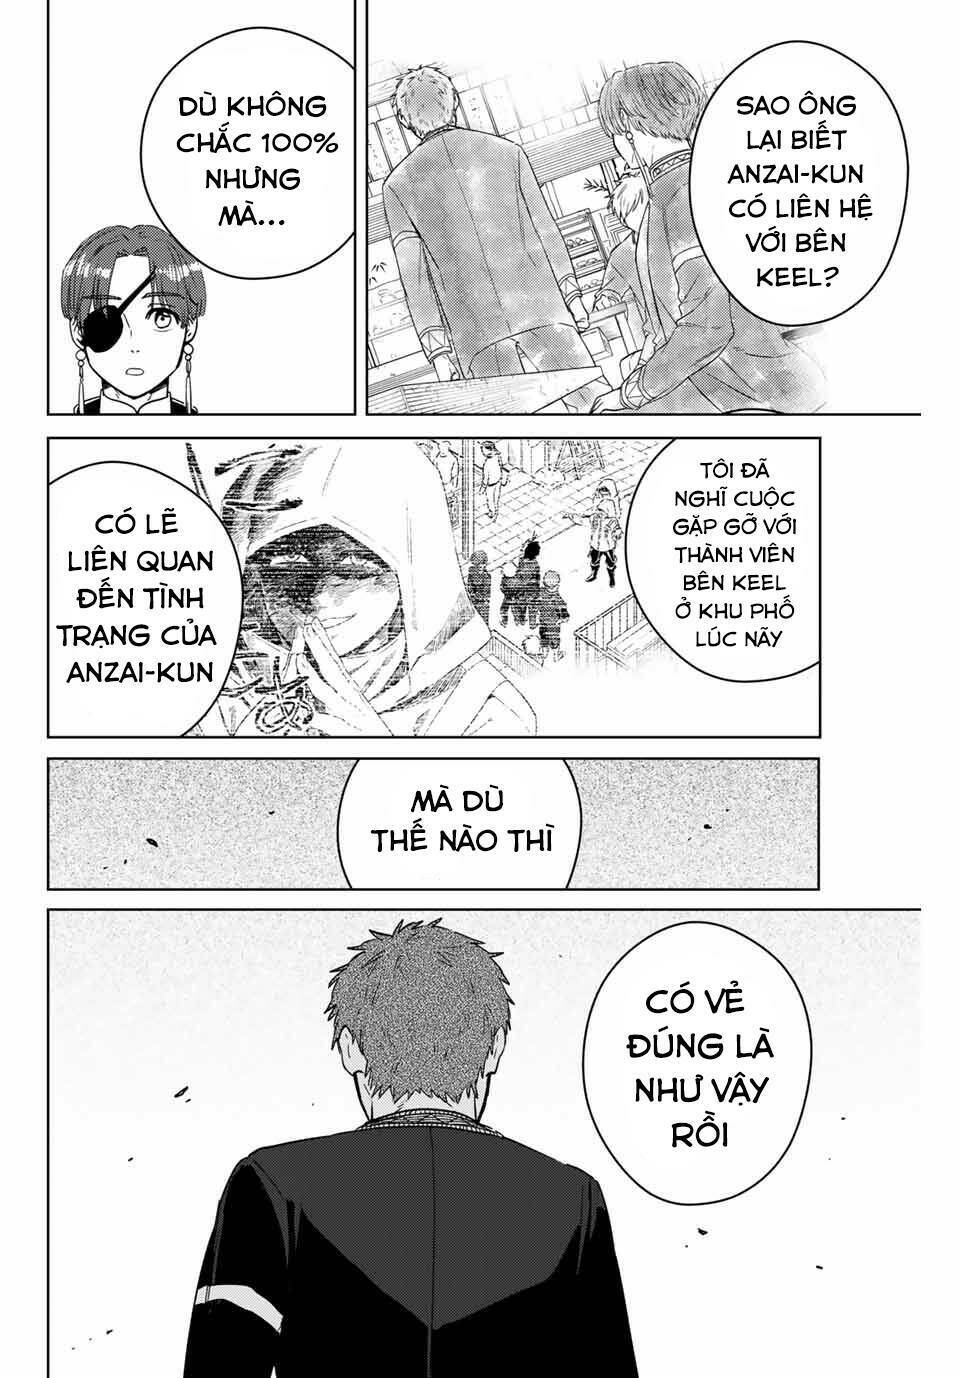 SAO ÔNG
LẠI BIẾT
ANZAI-KUN
CÓ LIÊN HỆ
VỚI BÊN
KEEL?
DÙ KHÔNG
CHẮC 100%
NHƯNG
MÀ...
TÔI ĐÃ
NGHĨ CUỘC
GẶP GỠ VỚI
THÀNH VIÊN
BÊN KEEL
Ở KHU PHỐ
LÚC NÃY
CÓ LẼ
LIÊN QUAN
ĐẾN TÌNH
TRẠNG CỦA
ANZAI-KUN
MÀ DÙ
THẾ NÀO THÌ
CÓ VẺ
ĐÚNG LÀ
NHƯ VẬY
RỒI